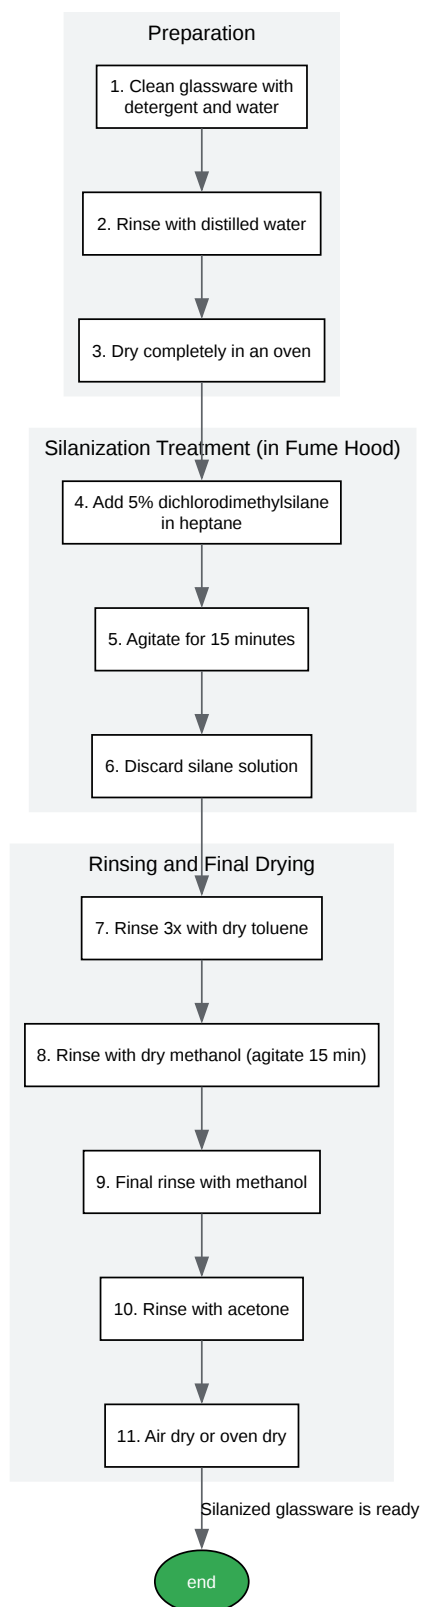 Preparation
1. Clean glassware with
detergent and water
2. Rinse with distilled water
3. Dry completely in an oven
Silanization Treatment (in Fume Hood)
4. Add 5% dichlorodimethylsilane
in heptane
5. Agitate for 15 minutes
6. Discard silane solution
Rinsing and Final Drying
7. Rinse 3x with dry toluene
8. Rinse with dry methanol (agitate 15 min)
9. Final rinse with methanol
10. Rinse with acetone
11. Air dry or oven dry
Silanized glassware is ready
end